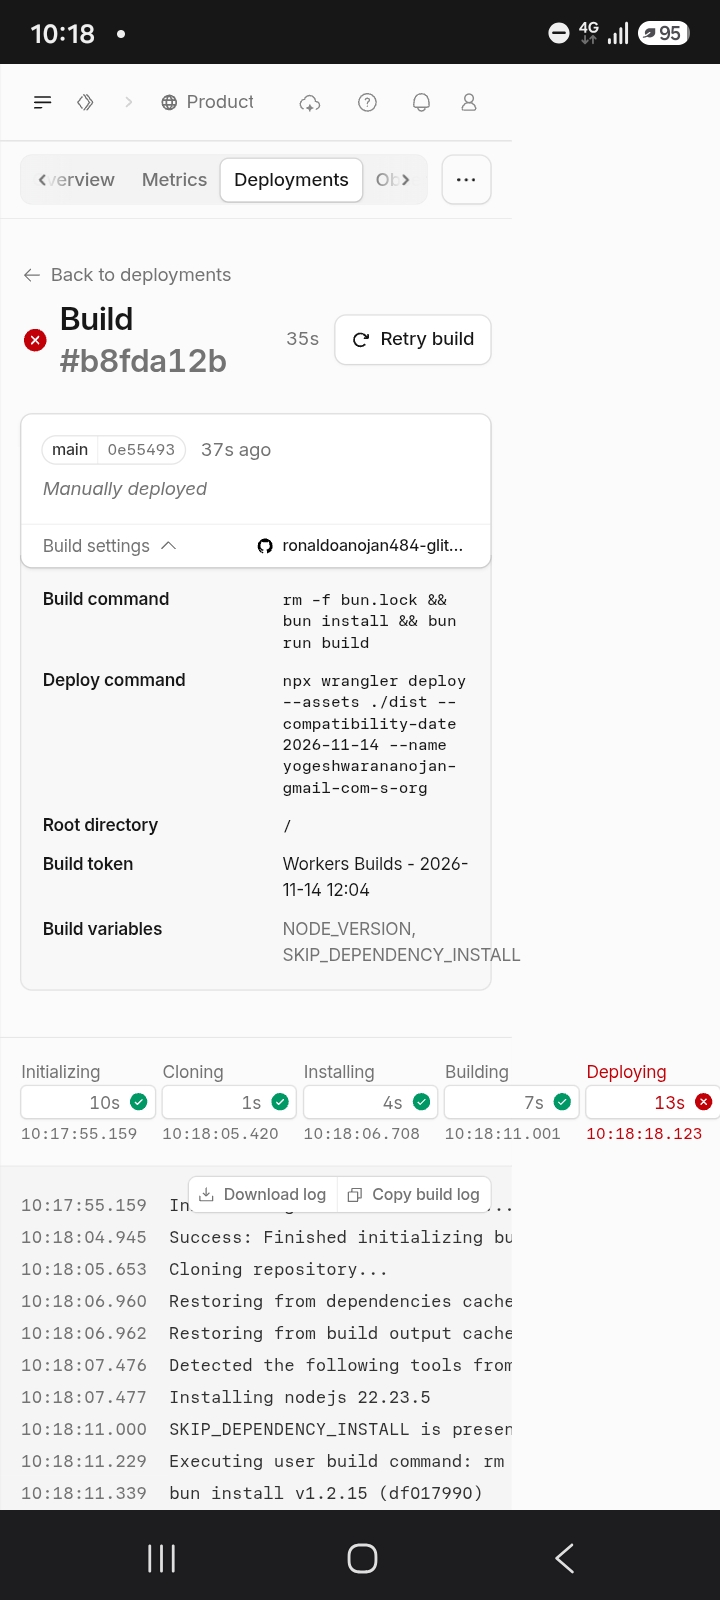 10:18
4G
95
Product
verview
Metrics
Deployments
Ob
Back to deployments
Build
#b8fda12b
35s
Retry build
main
0e55493
37s ago
Manually deployed
Build settings
ronaldoanojan484-glit...
Build command
rm -f bun.lock &&
bun install && bun
run build
Deploy command
npx wrangler deploy
--assets ./dist --
compatibility-date
2026-11-14 --name
yogeshwarananojan-
gmail-com-s-org
Root directory
/
Build token
Workers Builds - 2026-
11-14 12:04
Build variables
NODE_VERSION,
SKIP_DEPENDENCY_INSTALL
Initializing
Cloning
Installing
Building
Deploying
10s
1s
4s
7s
13s
10:17:55.159
10:18:05.420
10:18:06.708
10:18:11.001
10:18:18.123
Download log
Copy build log
10:17:55.159
10:18:04.945 Success: Finished initializing bu
10:18:05.653 Cloning repository...
10:18:06.960 Restoring from dependencies cache
10:18:06.962 Restoring from build output cache
10:18:07.476 Detected the following tools from
10:18:07.477 Installing nodejs 22.23.5
10:18:11.000 SKIP_DEPENDENCY_INSTALL is presen
10:18:11.229 Executing user build command: rm
10:18:11.339 bun install v1.2.15 (df017990)